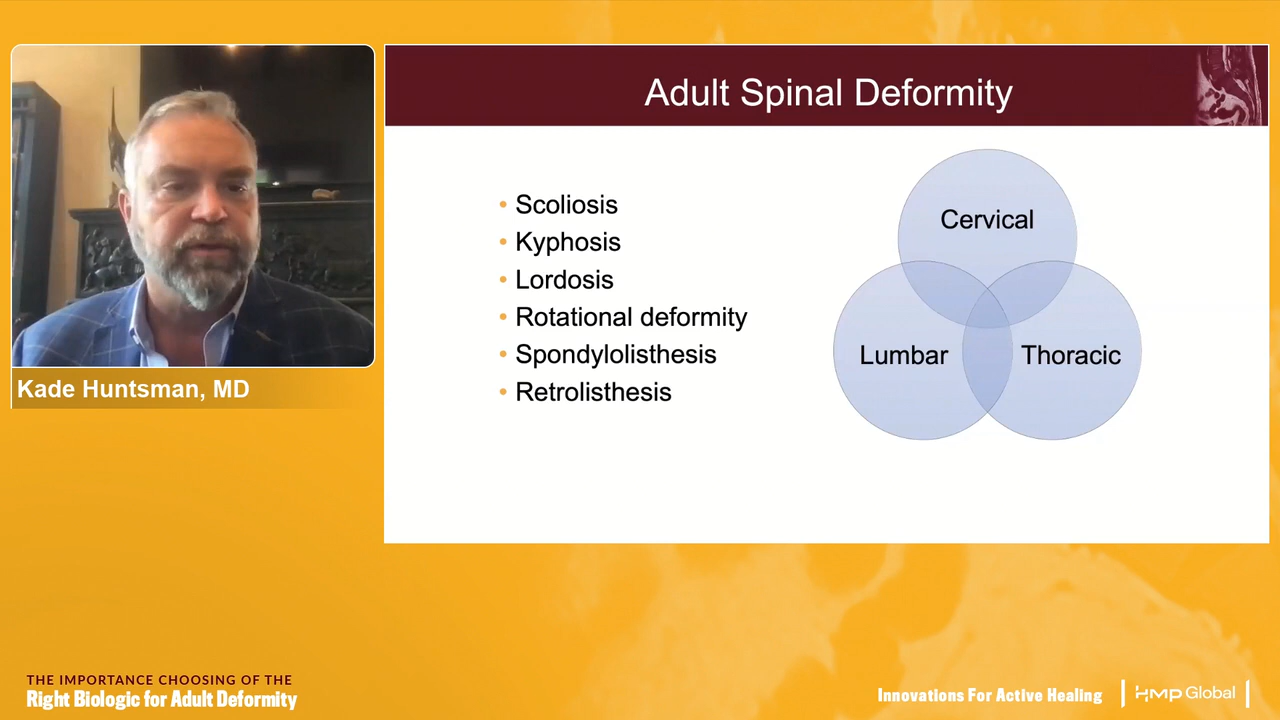 Adult Spinal Deformity
• Scoliosis
• Kyphosis
• Lordosis
• Rotational deformity
• Spondylolisthesis
• Retrolisthesis
Cervical
Lumbar
Thoracic
Kade Huntsman, MD
THE IMPORTANCE CHOOSING OF THE
Right Biologic for Adult Deformity
Innovations For Active Healing
HMP Global